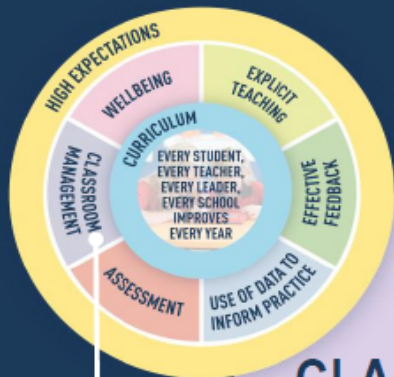 HIGH EXPECTATIONS
WELLBEING
EXPLICIT
TEACHING
CURRICULUM
EVERY STUDENT,
EVERY TEACHER,
EVERY LEADER,
EVERY SCHOOL
IMPROVES
EVERY YEAR
CLASSROOM
MANAGEMENT
EFFECTIVE
FEEDBACK
ASSESSMENT
USE OF DATA TO
INFORM PRACTICE